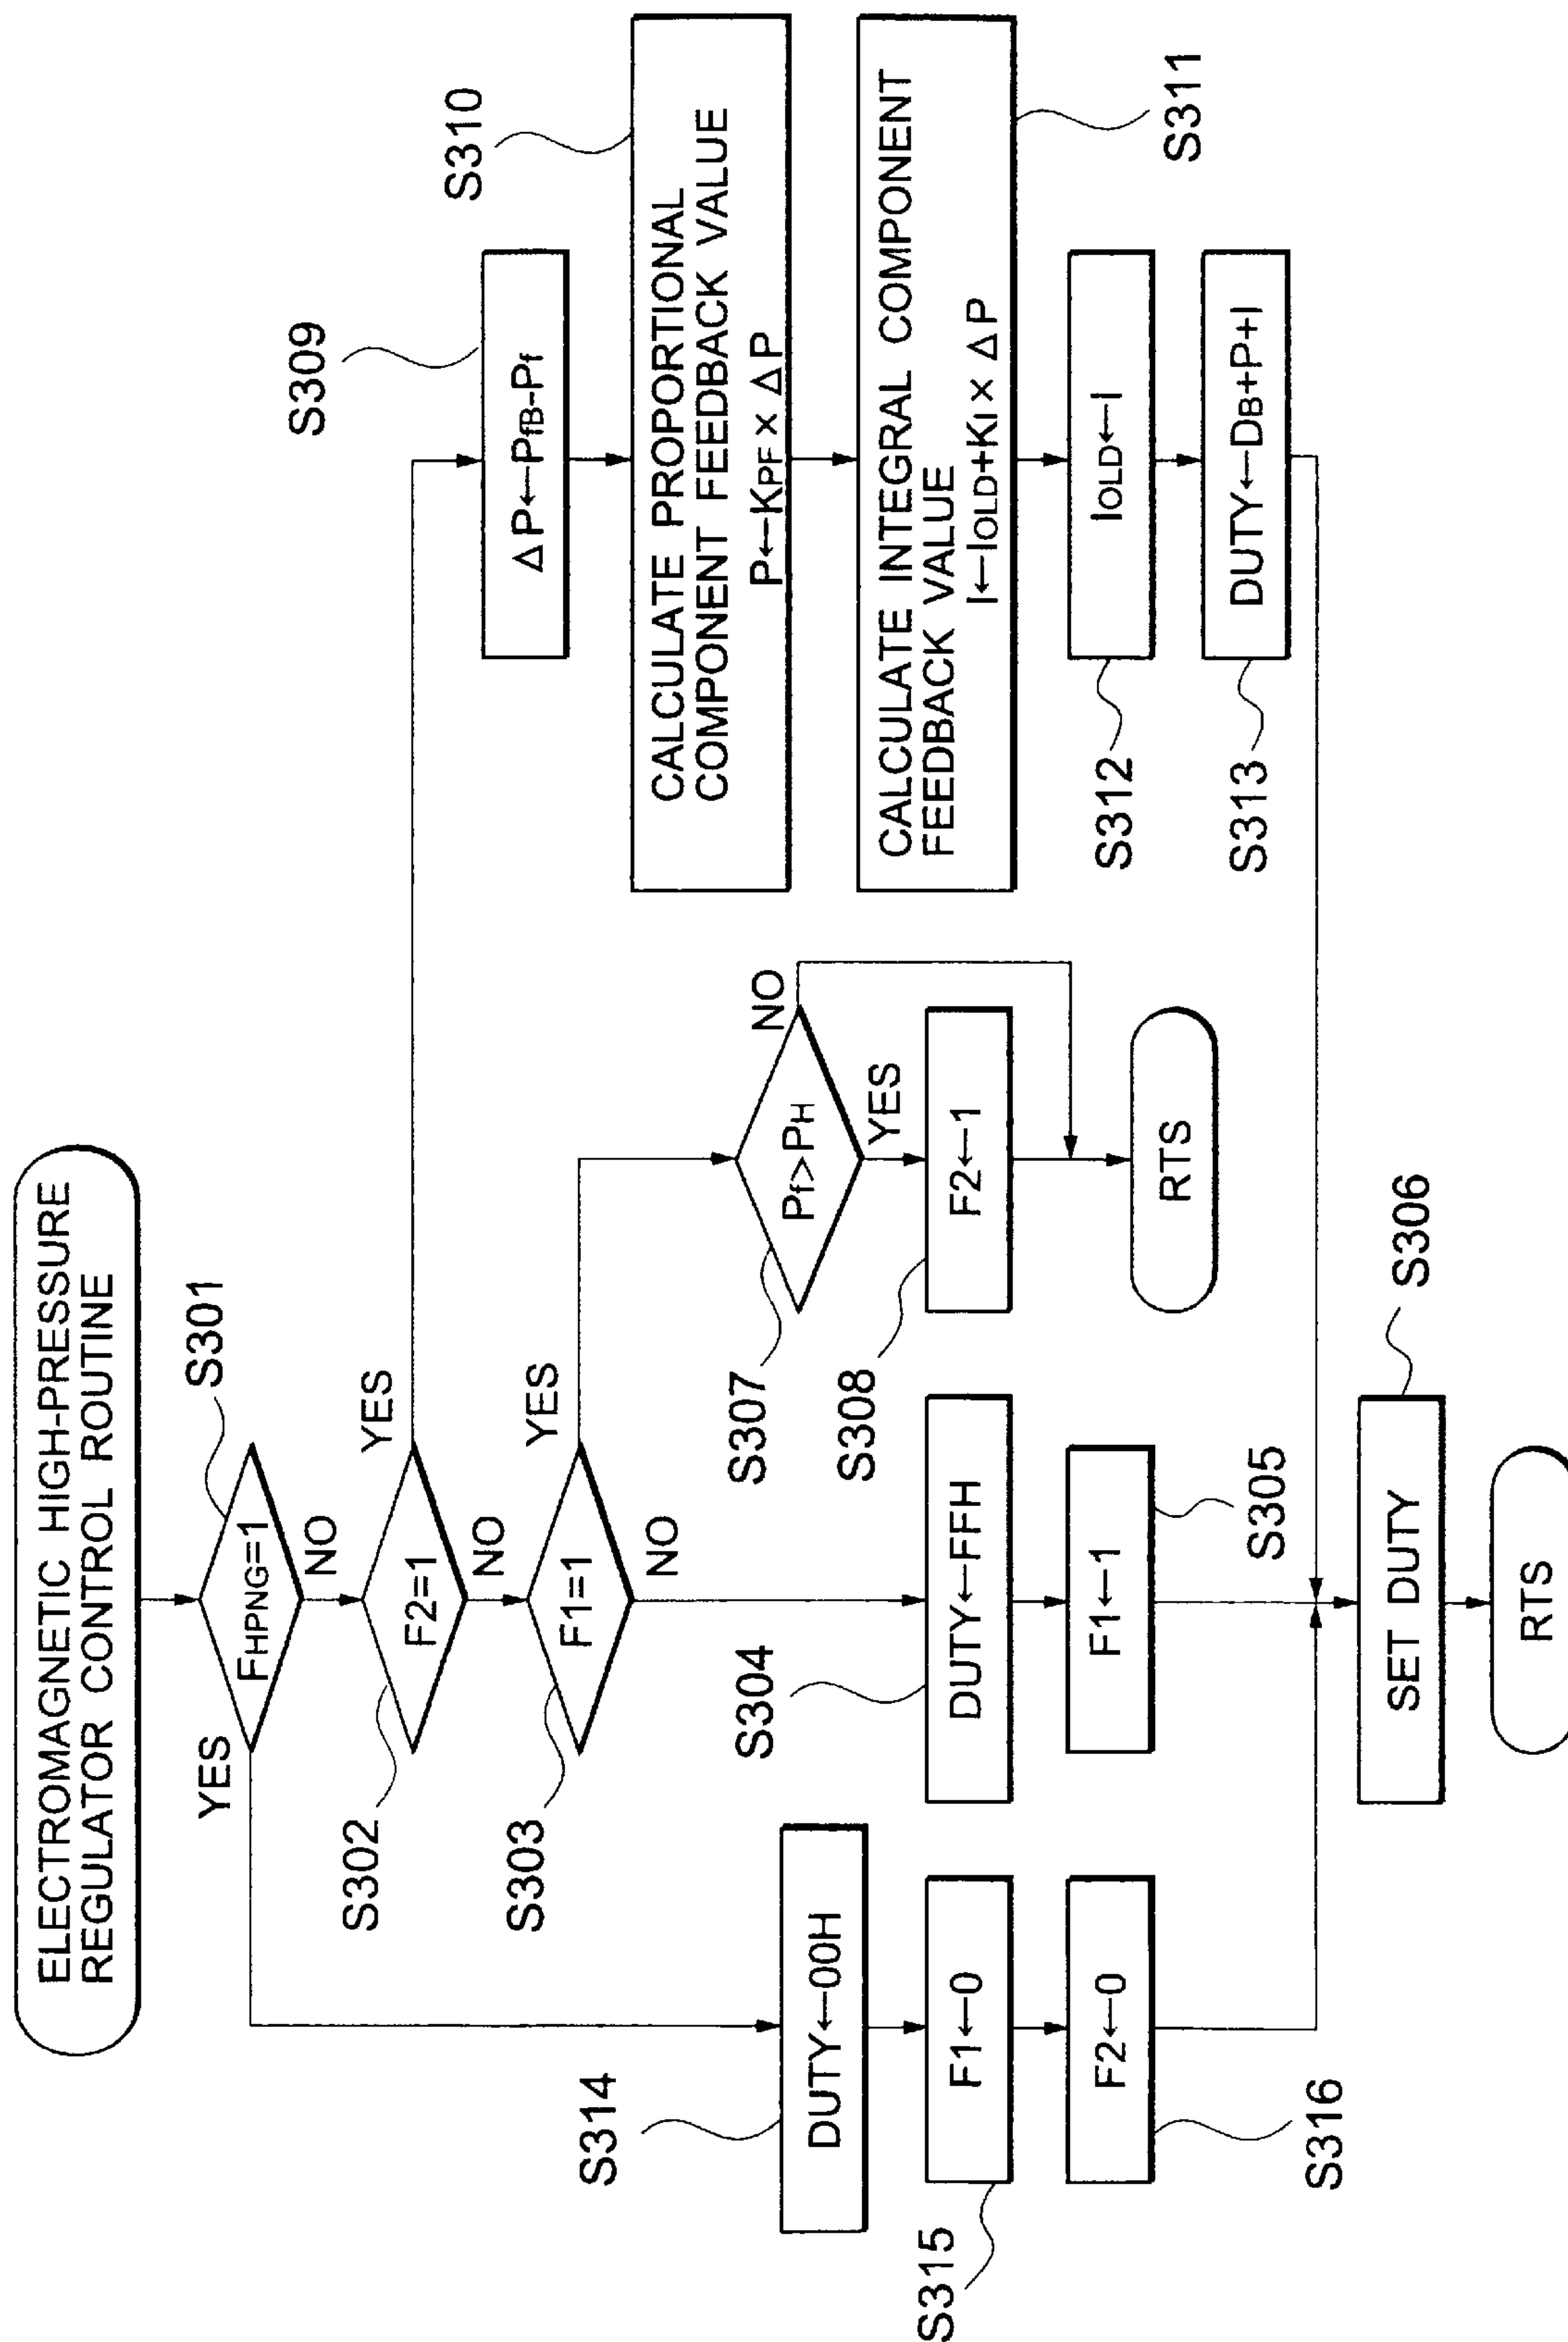 ELECTROMAGNETIC HIGH-PRESSURE
REGULATOR CONTROL ROUTINE
S301
FHPNG=1
YES
NO
S302
F2=1
YES
NO
S303
F1=1
YES
NO
S304
DUTY←FFH
F1←1
S305
SET DUTY
S306
RTS
S307
Pf>PH
NO
YES
S308
F2←1
RTS
S309
ΔP←PfB-Pf
S310
CALCULATE PROPORTIONAL
COMPONENT FEEDBACK VALUE
P←KPF×ΔP
CALCULATE INTEGRAL COMPONENT
FEEDBACK VALUE
I←IOLD+KI×ΔP
S311
IOLD←I
S312
DUTY←DB+P+I
S313
S314
DUTY←00H
F1←0
S315
F2←0
S316